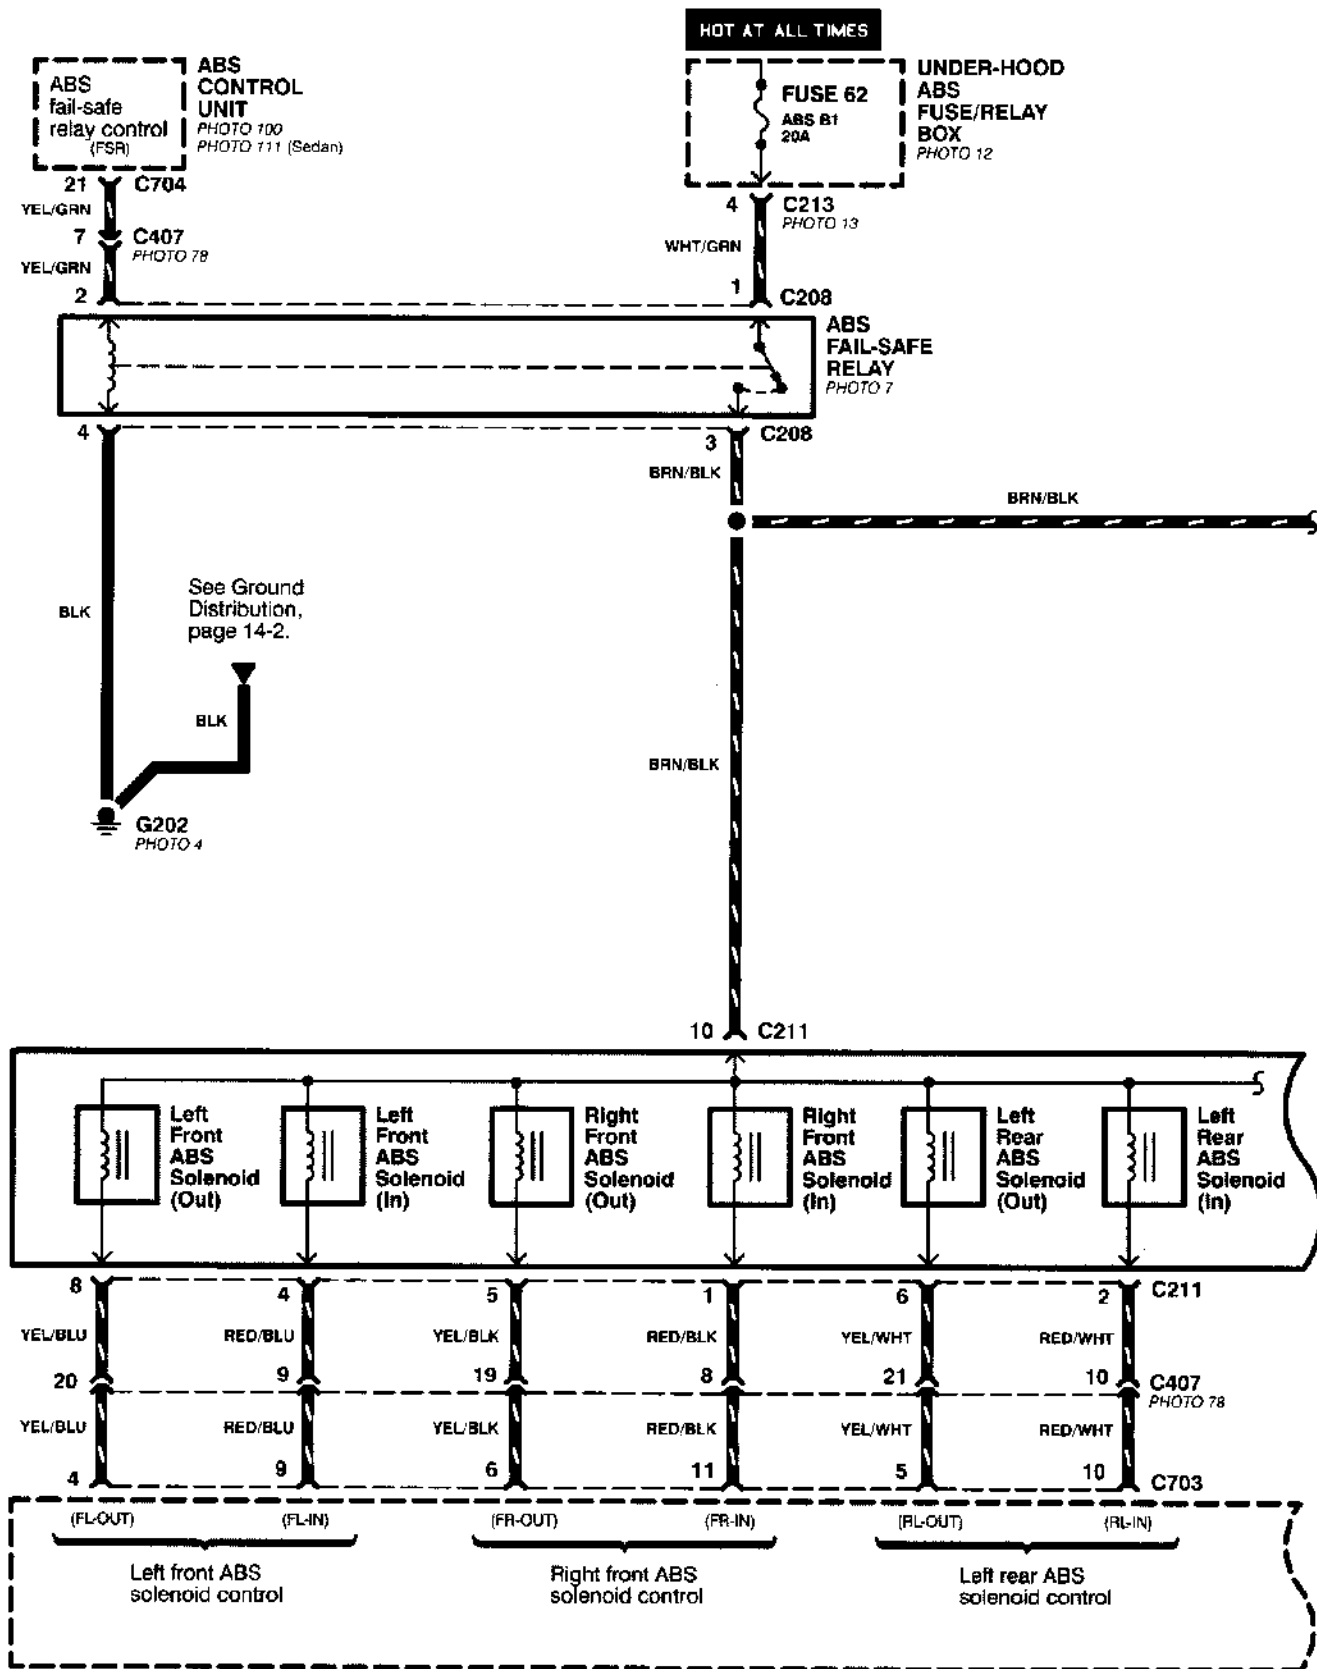 HOT AT ALL TIMES
ABS
fail-safe
relay control
(FSR)
ABS
CONTROL
UNIT
PHOTO 100
PHOTO 111 (Sedan)
FUSE 62
ABS B1
20A
UNDER-HOOD
ABS
FUSE/RELAY
BOX
PHOTO 12
21 C704
YEL/GRN
7 C407
PHOTO 78
YEL/GRN
2
4 C213
PHOTO 13
WHT/GRN
1 C208
ABS
FAIL-SAFE
RELAY
PHOTO 7
4
3 C208
BRN/BLK
BRN/BLK
See Ground
Distribution,
page 14-2.
BLK
BLK
BRN/BLK
G202
PHOTO 4
10 C211
Left
Front
ABS
Solenoid
(Out)
Left
Front
ABS
Solenoid
(In)
Right
Front
ABS
Solenoid
(Out)
Right
Front
ABS
Solenoid
(In)
Left
Rear
ABS
Solenoid
(Out)
Left
Rear
ABS
Solenoid
(In)
8 4 5 1 6 2 C211
YEL/BLU RED/BLU YEL/BLK RED/BLK YEL/WHT RED/WHT
20 9 19 8 21 10 C407
PHOTO 78
YEL/BLU RED/BLU YEL/BLK RED/BLK YEL/WHT RED/WHT
4 9 6 11 5 10 C703
(FL-OUT) (FL-IN) (FR-OUT) (FR-IN) (RL-OUT) (RL-IN)
Left front ABS
solenoid control
Right front ABS
solenoid control
Left rear ABS
solenoid control